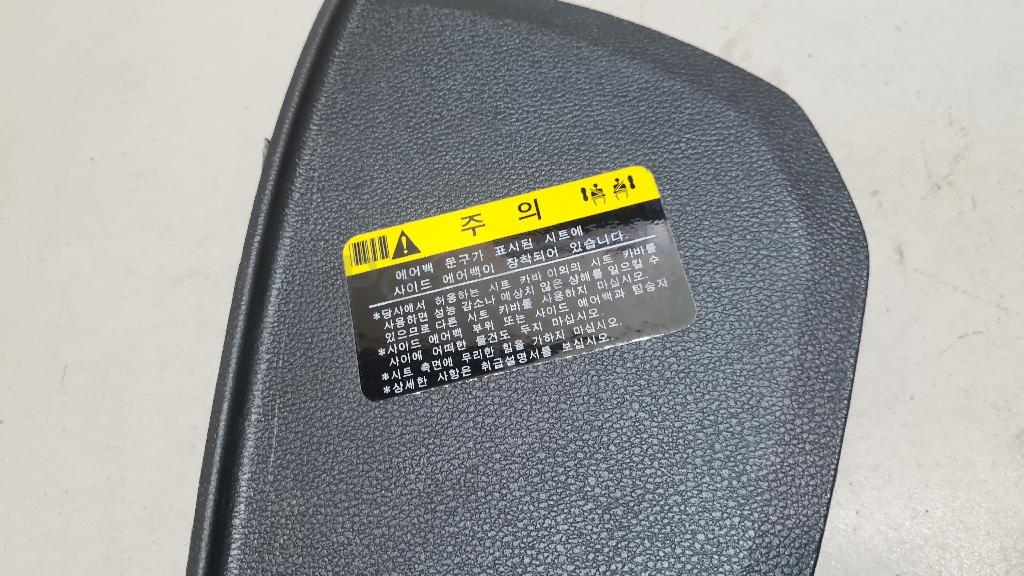 주 의
에어백 문구가 표시된 시트에
사이드 에어백이 장착되어 있습니다.
*당사에서 허용하는 시트 카바 이외의 시트 카바를
사용하면 성능 감소나 예상치 않은 상해를 일으킬 수
있으므로 다른 시트 카바를 사용하지 마십시오.
*사이드 에어백 부위 또는 사이드 에어백과 탑승자
사이에 어떠한 물건도 두지 마십시오.
*시트 측면에 무리한 힘을 가하지 마십시오
*상세한 사항은 취급설명서를 보십시오.